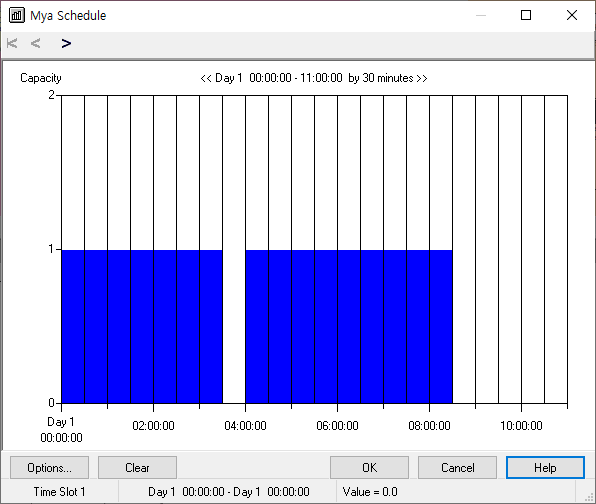 Mya Schedule
Capacity
<< Day 1 00:00:00 - 11:00:00 by 30 minutes >>
2
1
0
Day 1
00:00:00
02:00:00
04:00:00
06:00:00
08:00:00
10:00:00
Options...
Clear
OK
Cancel
Help
Time Slot 1
Day 1 00:00:00 - Day 1 00:00:00
Value = 0.0